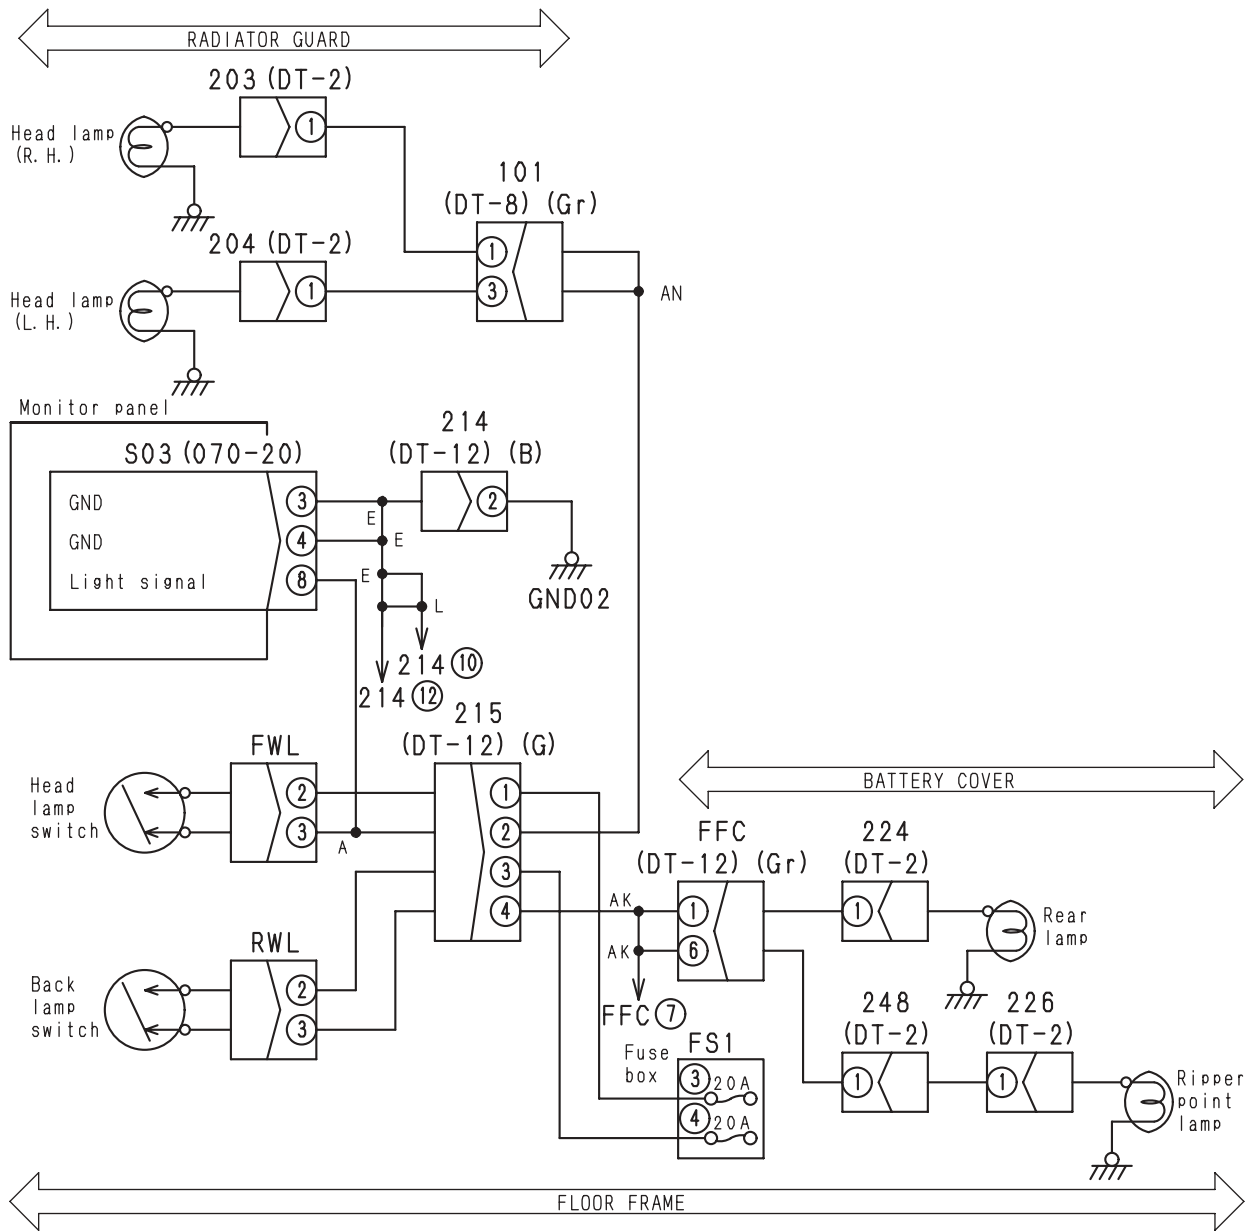 RADIATOR GUARD
203 (DT-2)
1
Head lamp
(R. H.)
101
(DT-8) (Gr)
1
3
204 (DT-2)
1
Head lamp
(L. H.)
AN
Monitor panel
S03 (070-20)
GND
3
GND
4
Light signal
8
214
(DT-12) (B)
2
E
E
E
L
GND02
214 10
214 12
215
(DT-12) (G)
1
2
3
4
FWL
2
3
Head
lamp
switch
A
BATTERY COVER
FFC
(DT-12) (Gr)
1
6
224
(DT-2)
1
AK
AK
Rear
lamp
RWL
2
3
Back
lamp
switch
FFC 7
248
(DT-2)
1
226
(DT-2)
1
FS1
Fuse
box
3
20A
4
20A
Ripper
point
lamp
FLOOR FRAME